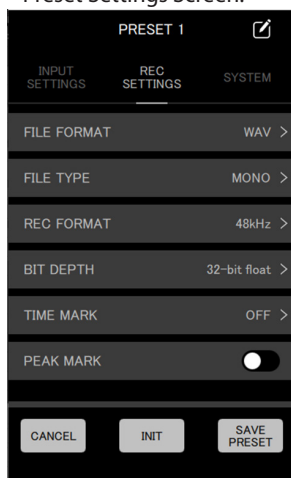 Preset Settings Screen.
PRESET 1
INPUT SETTINGS
REC SETTINGS
SYSTEM
FILE FORMAT WAV >
FILE TYPE MONO >
REC FORMAT 48kHz >
BIT DEPTH 32-bit float >
TIME MARK OFF >
PEAK MARK
CANCEL
INIT
SAVE PRESET